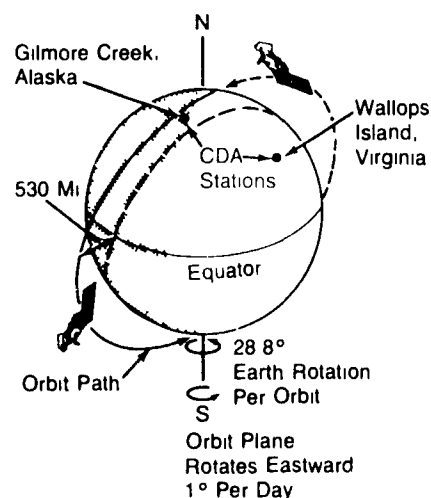 N
Gilmore Creek,
Alaska
Wallops
Island,
Virginia
CDA
Stations
530 Mi
Equator
Orbit Path
28 8°
Earth Rotation
Per Orbit
S
Orbit Plane
Rotates Eastward
1° Per Day